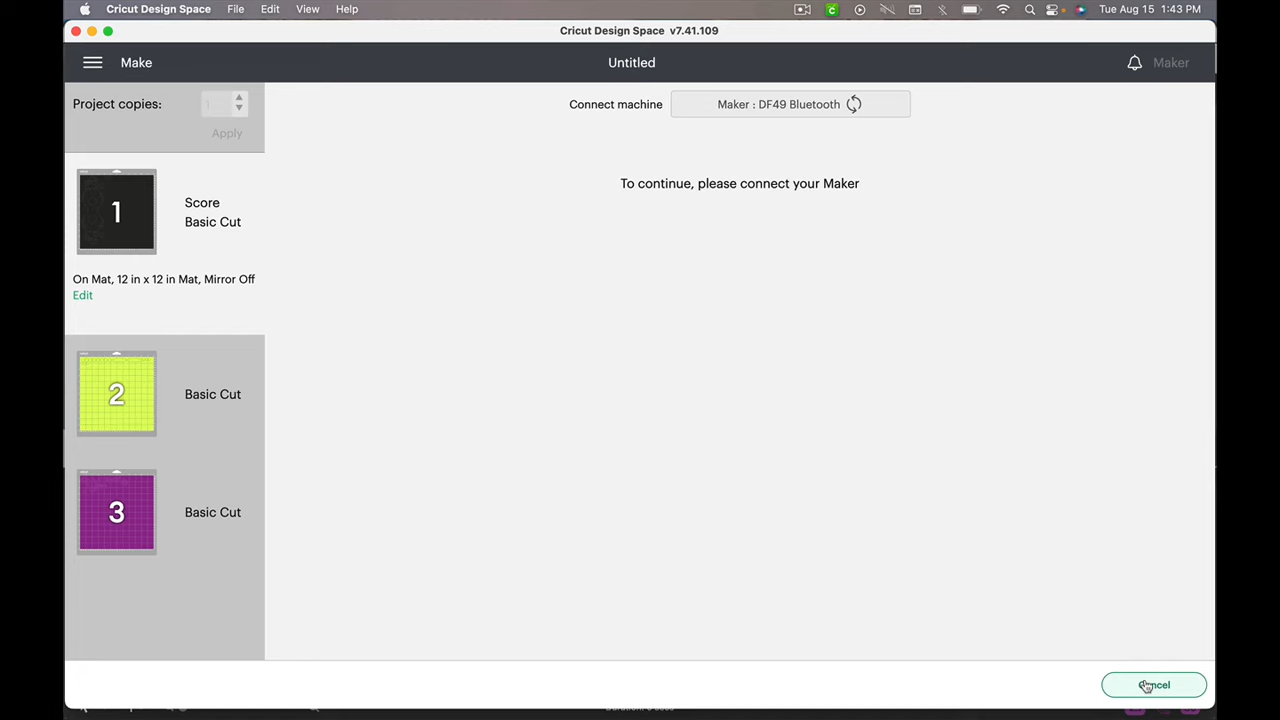 Cricut Design Space File Edit View Help Tue Aug 15 1:43 PM
Cricut Design Space v7.41.109
Make Untitled Maker
Project copies: 1
Apply
Connect machine Maker : DF49 Bluetooth
To continue, please connect your Maker
1
Score
Basic Cut
On Mat, 12 in x 12 in Mat, Mirror Off
Edit
2
Basic Cut
3
Basic Cut
Cancel